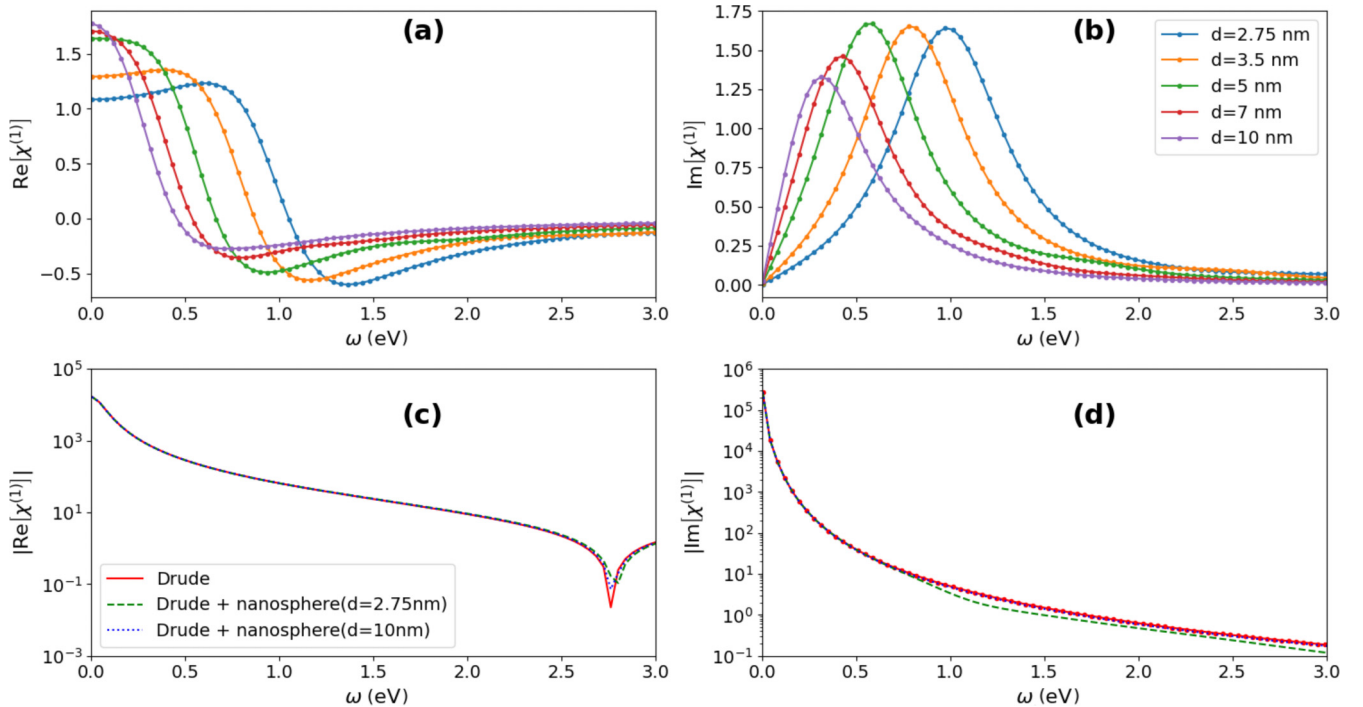 (a)
Re[χ(1)]
1.5
1.0
0.5
0.0
−0.5
0.0 0.5 1.0 1.5 2.0 2.5 3.0
ω (eV)
(b)
Im[χ(1)]
1.75
1.50
1.25
1.00
0.75
0.50
0.25
0.00
d=2.75 nm
d=3.5 nm
d=5 nm
d=7 nm
d=10 nm
0.0 0.5 1.0 1.5 2.0 2.5 3.0
ω (eV)
(c)
|Re[χ(1)]|
10^5
10^3
10^1
10^−1
10^−3
Drude
Drude + nanosphere(d=2.75nm)
Drude + nanosphere(d=10nm)
0.0 0.5 1.0 1.5 2.0 2.5 3.0
ω (eV)
(d)
|Im[χ(1)]|
10^6
10^5
10^4
10^3
10^2
10^1
10^0
10^−1
0.0 0.5 1.0 1.5 2.0 2.5 3.0
ω (eV)